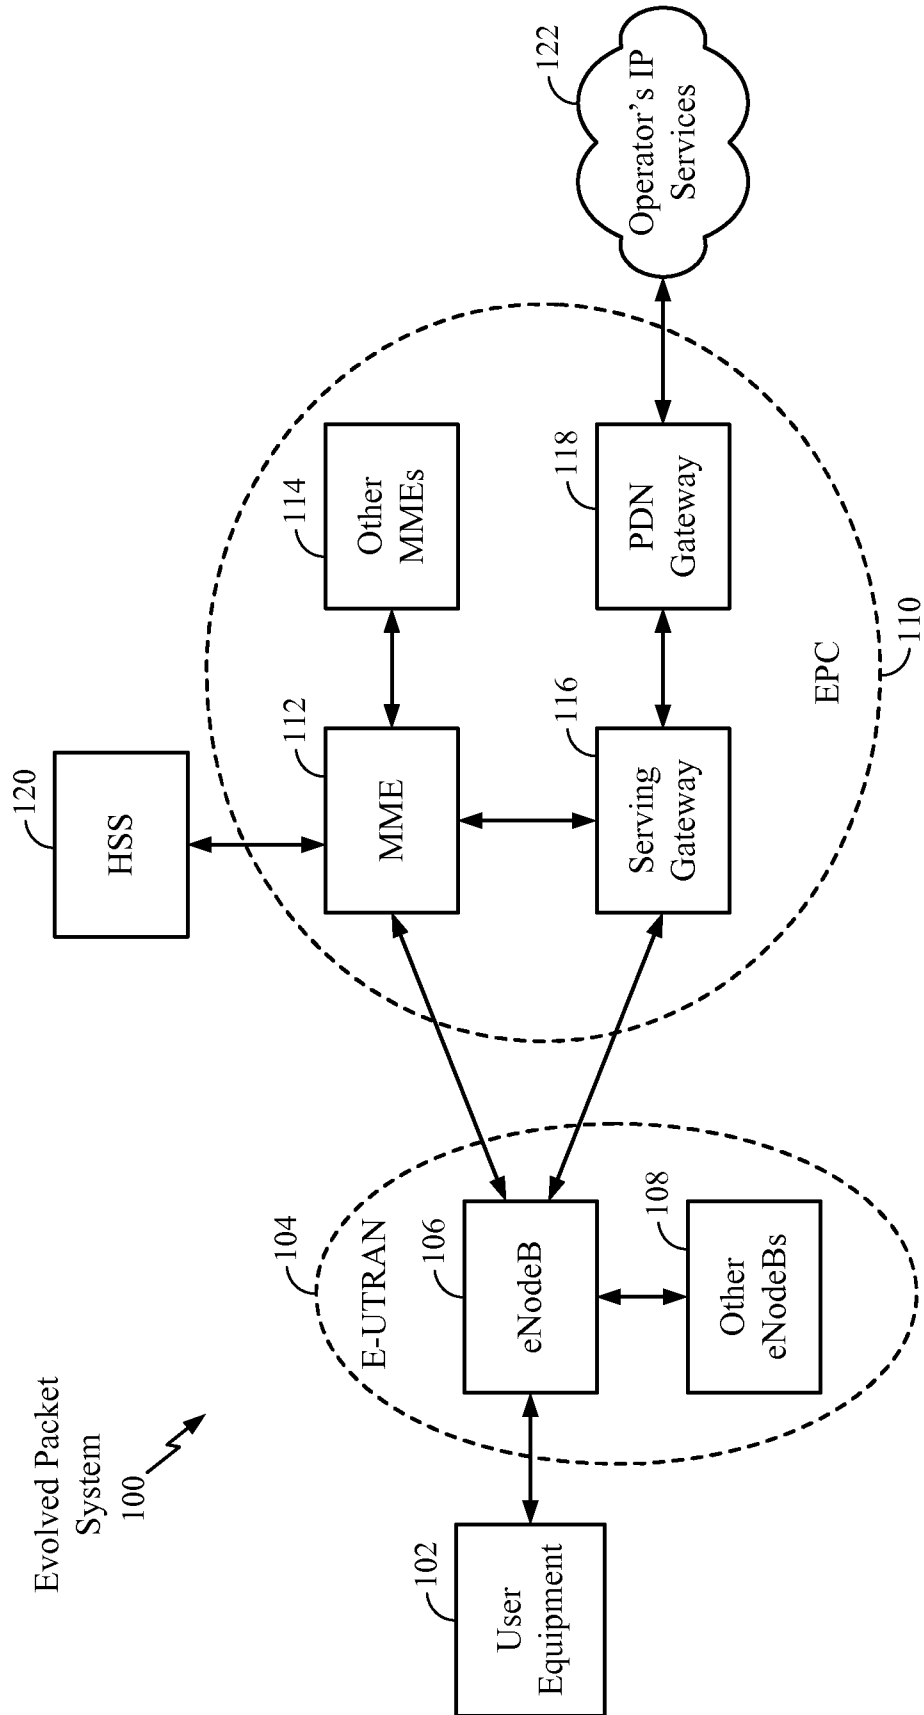 Evolved Packet
System
100
120
HSS
104
E-UTRAN
112
MME
114
Other
MMEs
102
User
Equipment
106
eNodeB
108
Other
eNodeBs
116
Serving
Gateway
118
PDN
Gateway
122
Operator's IP
Services
EPC
110